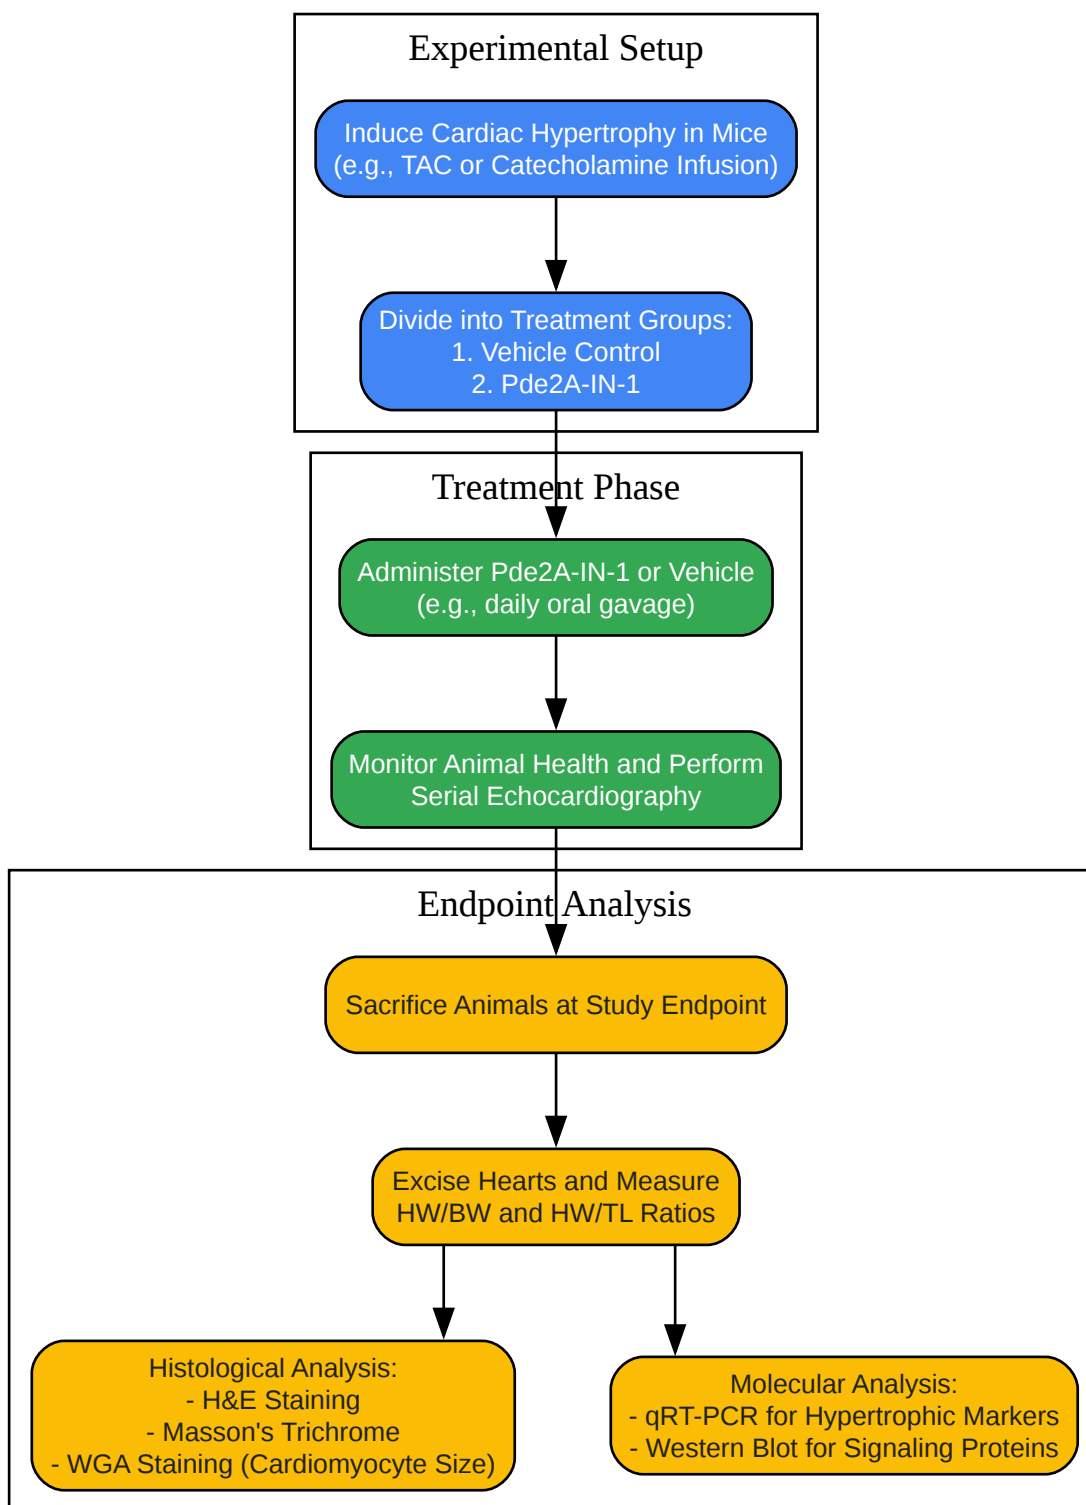 Experimental Setup
Induce Cardiac Hypertrophy in Mice
(e.g., TAC or Catecholamine Infusion)
Divide into Treatment Groups:
1. Vehicle Control
2. Pde2A-IN-1
Treatment Phase
Administer Pde2A-IN-1 or Vehicle
(e.g., daily oral gavage)
Monitor Animal Health and Perform
Serial Echocardiography
Endpoint Analysis
Sacrifice Animals at Study Endpoint
Excise Hearts and Measure
HW/BW and HW/TL Ratios
Histological Analysis:
- H&E Staining
- Masson's Trichrome
- WGA Staining (Cardiomyocyte Size)
Molecular Analysis:
- qRT-PCR for Hypertrophic Markers
- Western Blot for Signaling Proteins